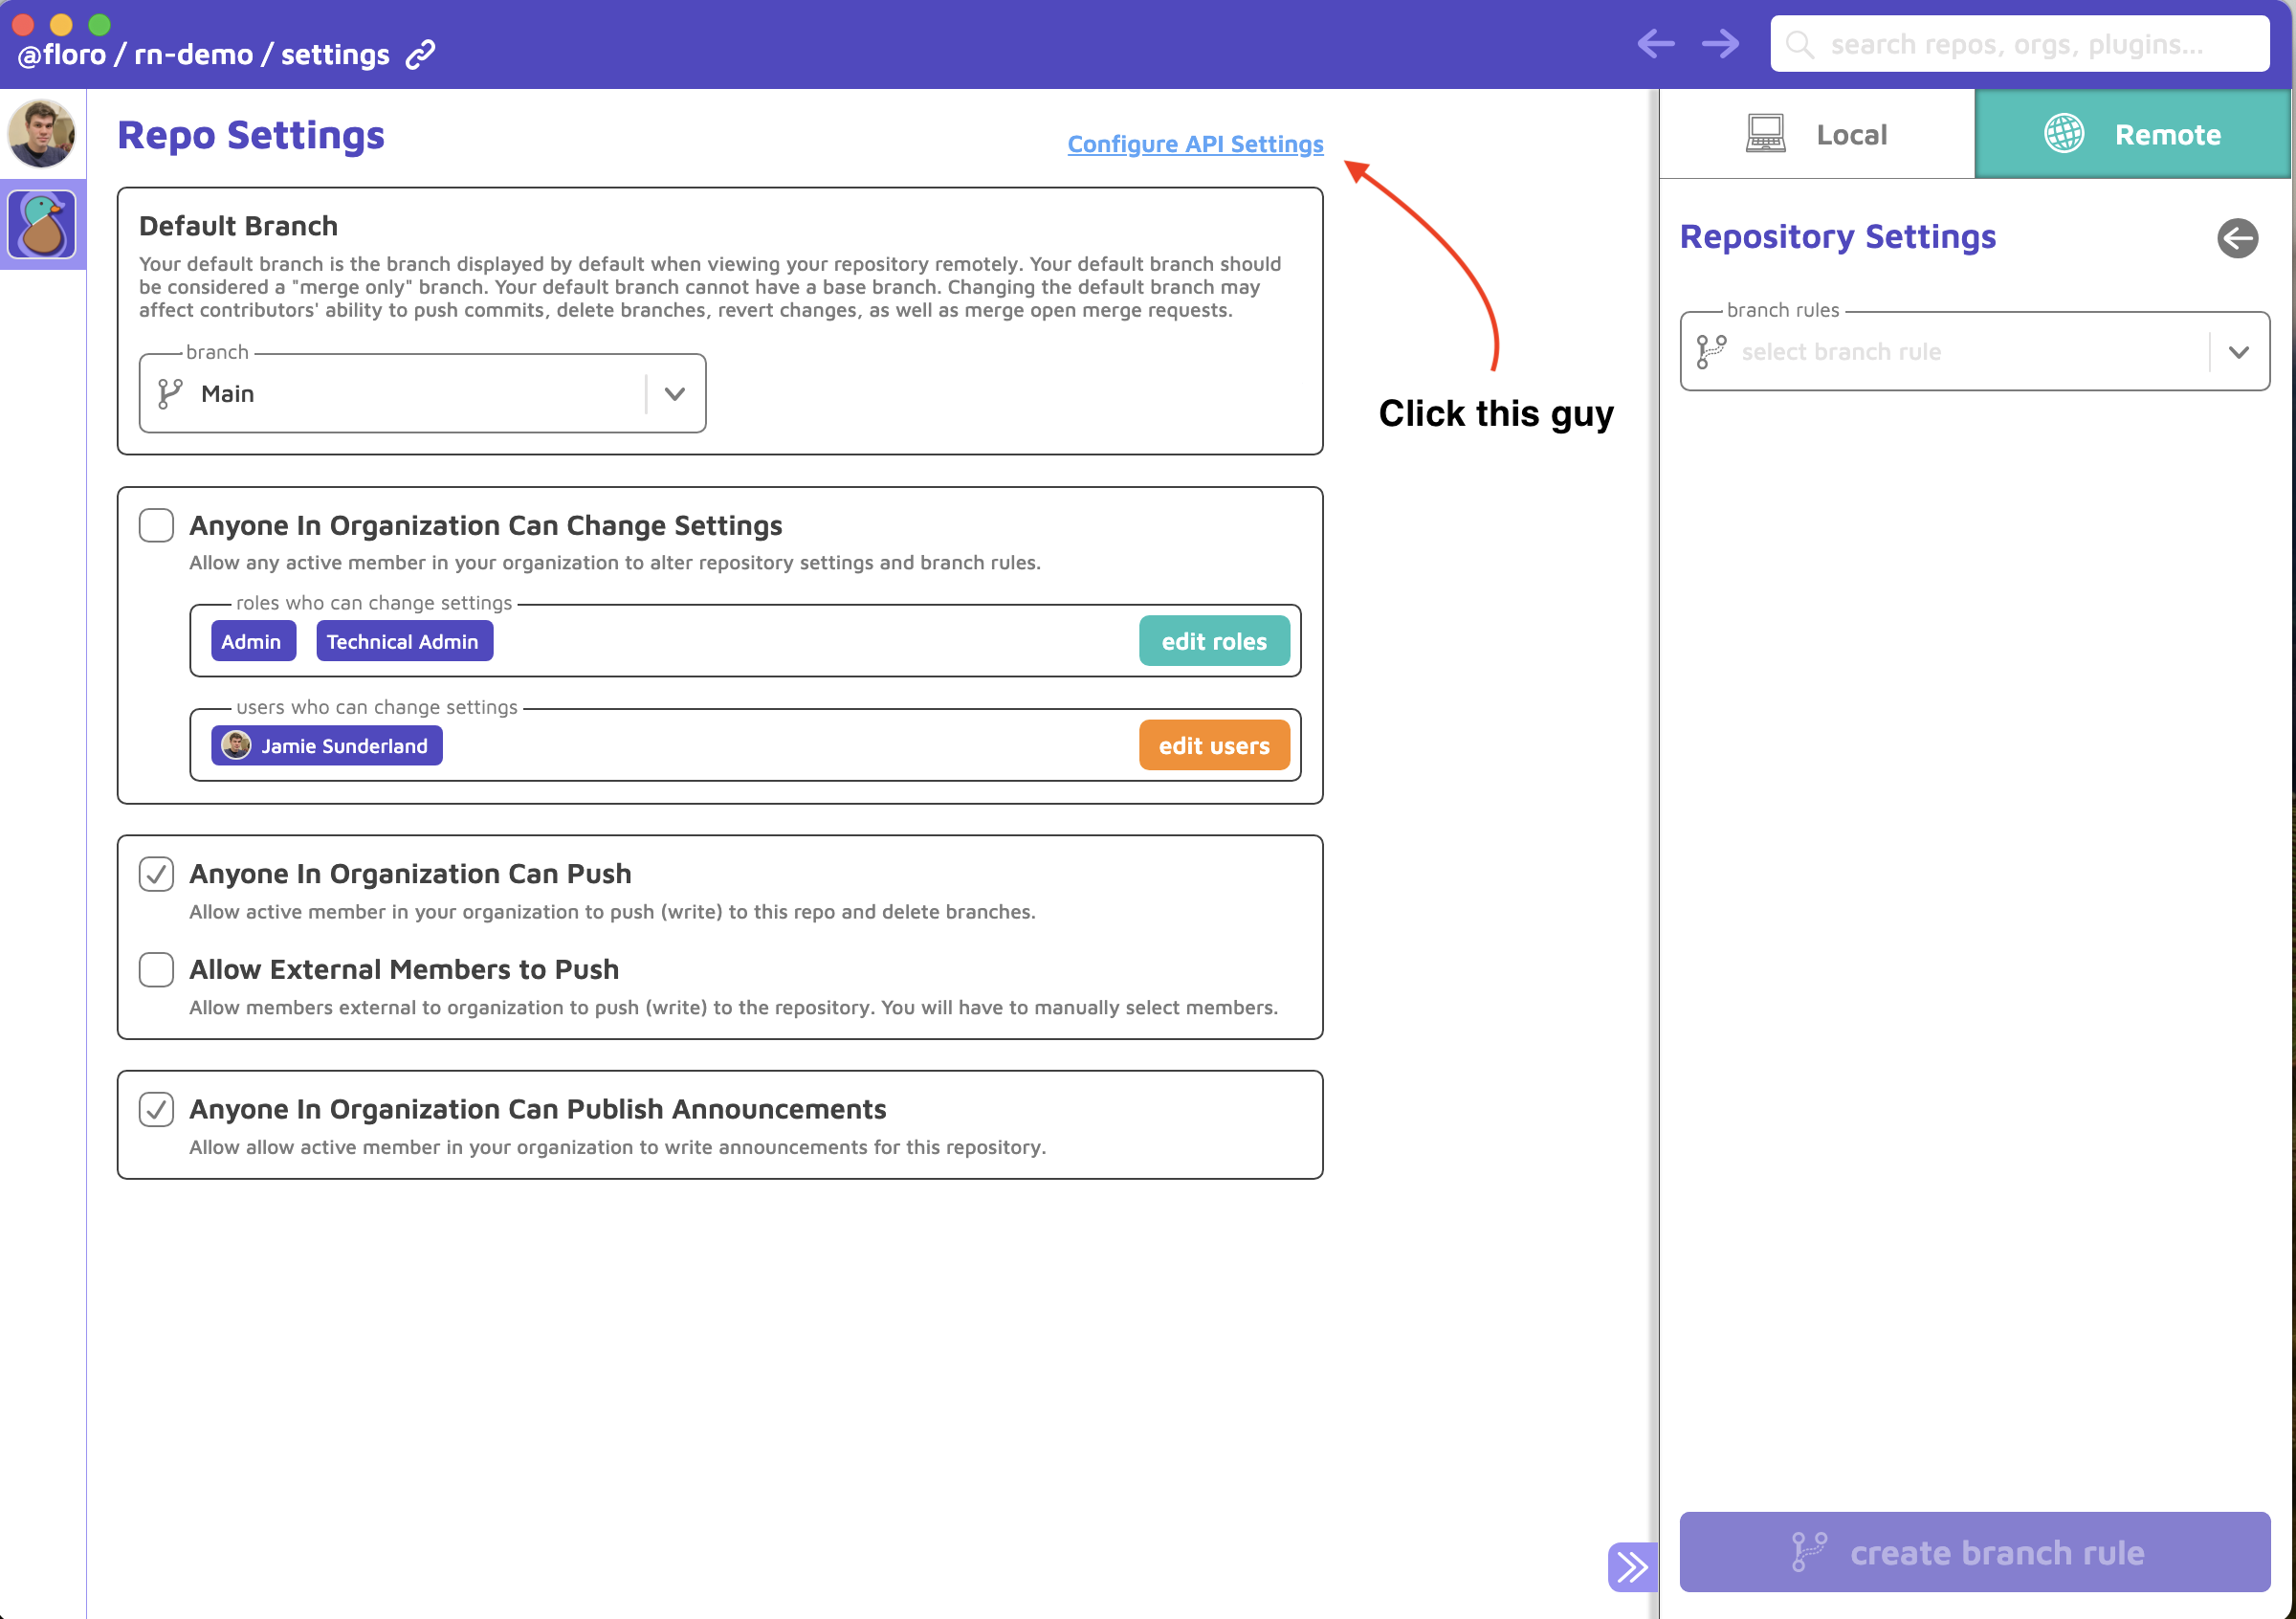 @floro / rn-demo / settings
search repos, orgs, plugins...
Repo Settings
Configure API Settings
Default Branch
Your default branch is the branch displayed by default when viewing your repository remotely. Your default branch should
be considered a "merge only" branch. Your default branch cannot have a base branch. Changing the default branch may
affect contributors' ability to push commits, delete branches, revert changes, as well as merge open merge requests.
branch
Main
Click this guy
Anyone In Organization Can Change Settings
Allow any active member in your organization to alter repository settings and branch rules.
roles who can change settings
Admin
Technical Admin
edit roles
users who can change settings
Jamie Sunderland
edit users
Anyone In Organization Can Push
Allow active member in your organization to push (write) to this repo and delete branches.
Allow External Members to Push
Allow members external to organization to push (write) to the repository. You will have to manually select members.
Anyone In Organization Can Publish Announcements
Allow allow active member in your organization to write announcements for this repository.
Local
Remote
Repository Settings
branch rules
select branch rule
create branch rule